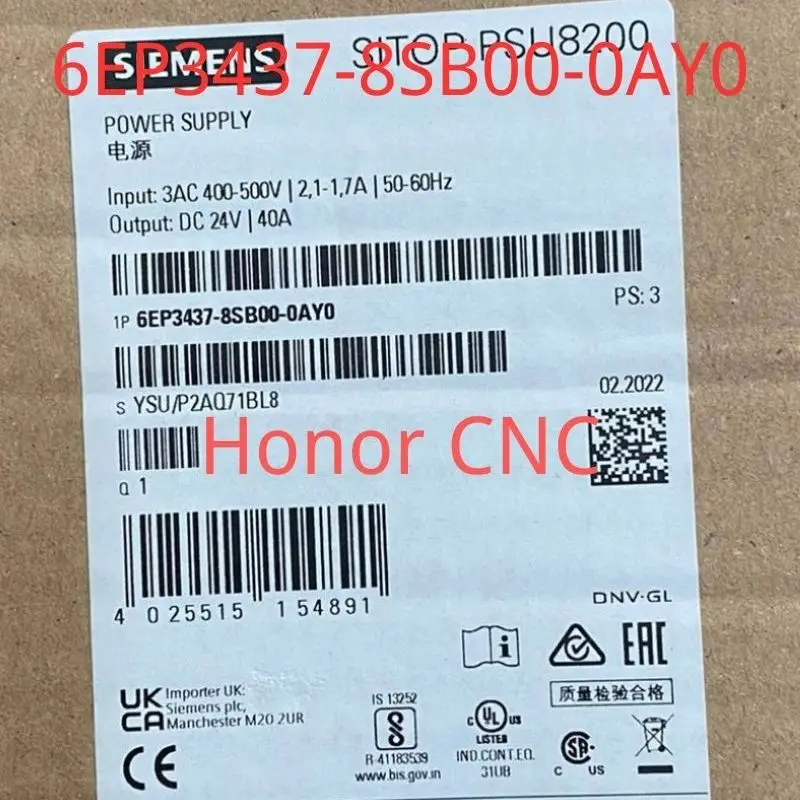 6EP3437-8SB00-0AY0
SIEMENS
SITOP PSU8200
POWER SUPPLY
电源
Input: 3AC 400-500V | 2,1-1,7A | 50-60Hz
Output: DC 24V | 40A
1P 6EP3437-8SB00-0AY0
PS: 3
S YSU/P2AQ71BL8
02.2022
Honor CNC
Q 1
4 025515 154891
DNV-GL
i
EAC
UK
CA
Importer UK:
Siemens plc,
Manchester M20 2UR
CE
IS 13252
R-41183539
www.bis.gov.in
C UL US
LISTED
IND.CONT.EQ.
31UB
质量检验合格
SA
C US